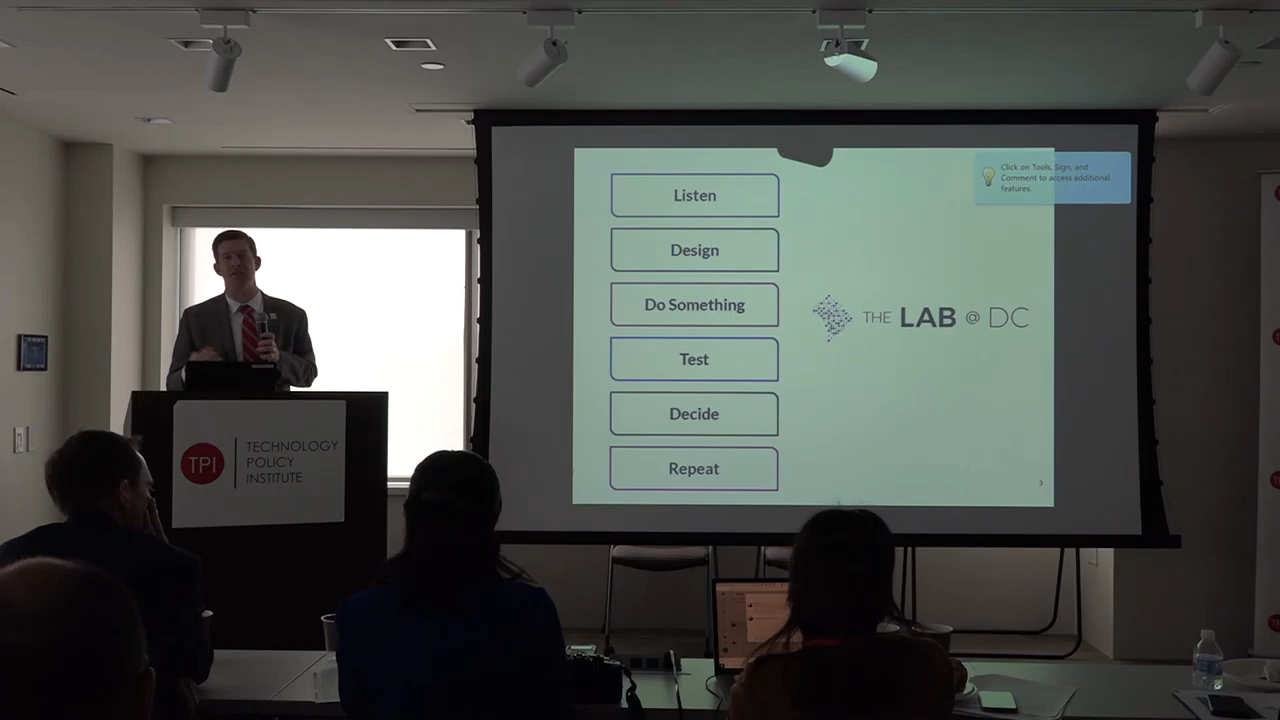 Listen
Design
Do Something
Test
Decide
Repeat
THE LAB @ DC
Click on Tools, Sign, and
Comment to access additional
features.
3
TPI
TECHNOLOGY
POLICY
INSTITUTE